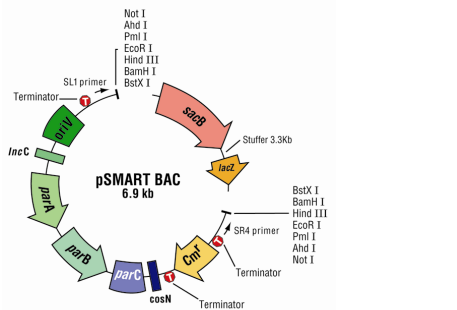 Not I
Ahd I
Pml I
EcoR I
Hind III
BamH I
BstX I
SL1 primer
Terminator
T
oriV
IncC
parA
parB
parC
cosN
T
Terminator
Cmr
T
Terminator
SR4 primer
sacB
Stuffer 3.3Kb
lacZ
pSMART BAC
6.9 kb
BstX I
BamH I
Hind III
EcoR I
Pml I
Ahd I
Not I